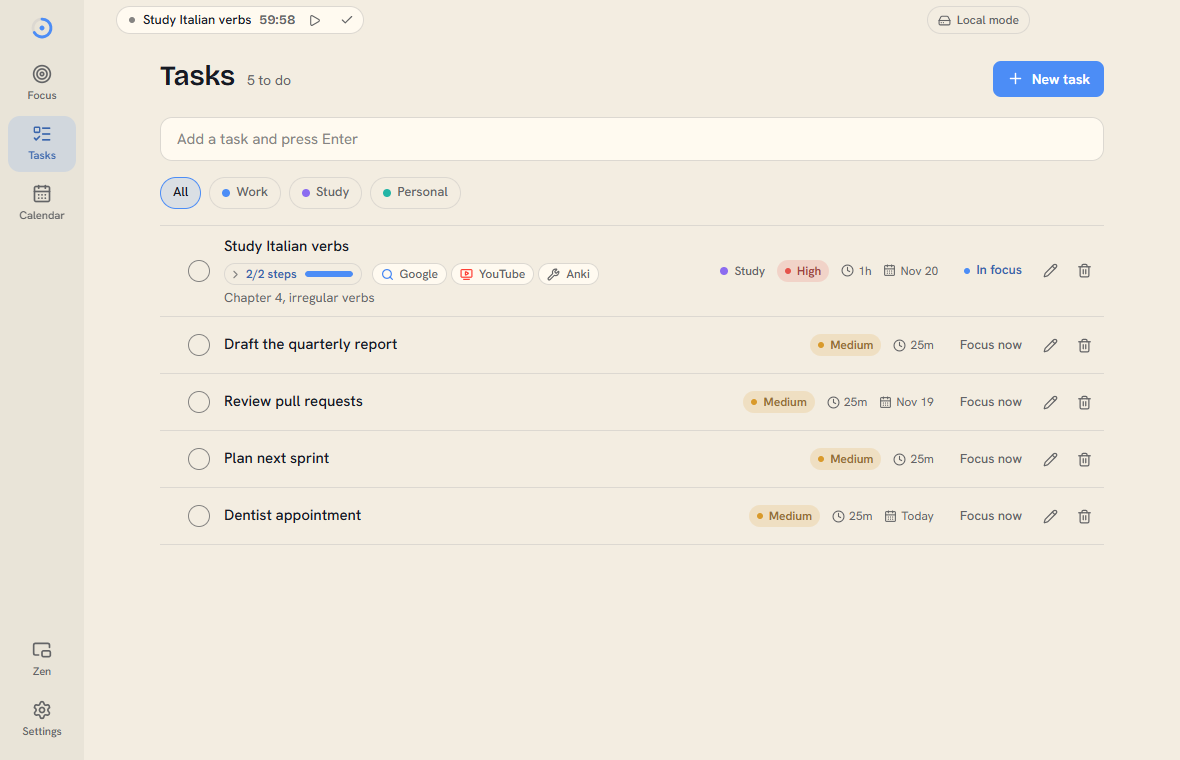 Study Italian verbs 59:58
Local mode
Focus
Tasks
Calendar
Zen
Settings
Tasks 5 to do
New task
Add a task and press Enter
All Work Study Personal
Study Italian verbs
2/2 steps Google YouTube Anki
Chapter 4, irregular verbs
Study High 1h Nov 20 In focus
Draft the quarterly report Medium 25m Focus now
Review pull requests Medium 25m Nov 19 Focus now
Plan next sprint Medium 25m Focus now
Dentist appointment Medium 25m Today Focus now